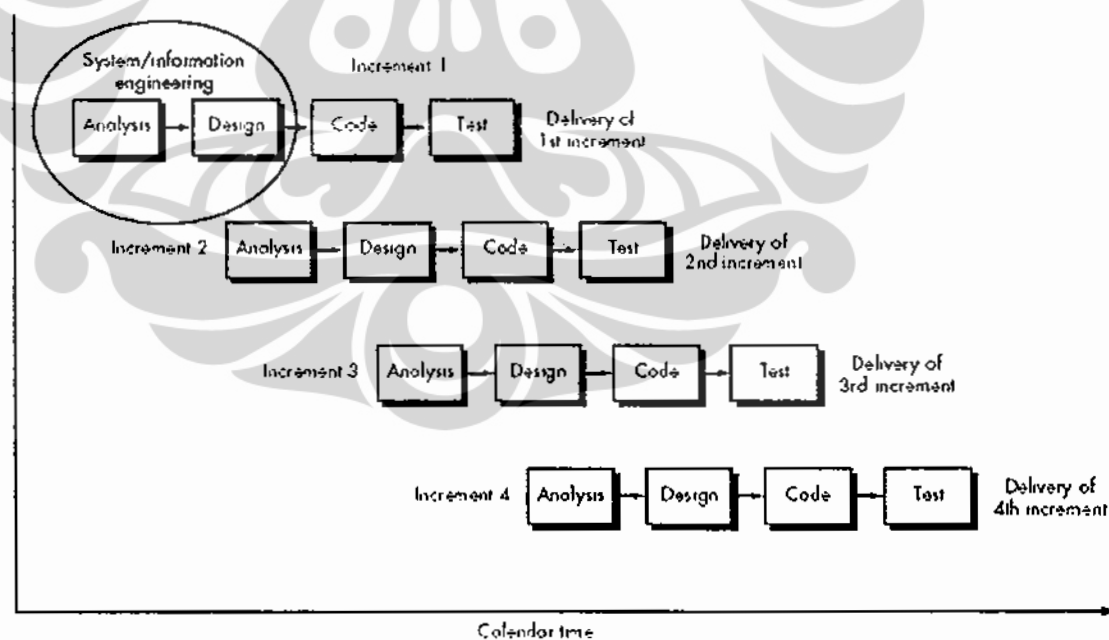 System/information
engineering
Increment 1
Analysis
Design
Code
Test
Delivery of
1st increment
Increment 2
Analysis
Design
Code
Test
Delivery of
2nd increment
Increment 3
Analysis
Design
Code
Test
Delivery of
3rd increment
Increment 4
Analysis
Design
Code
Test
Delivery of
4th increment
Calendar time